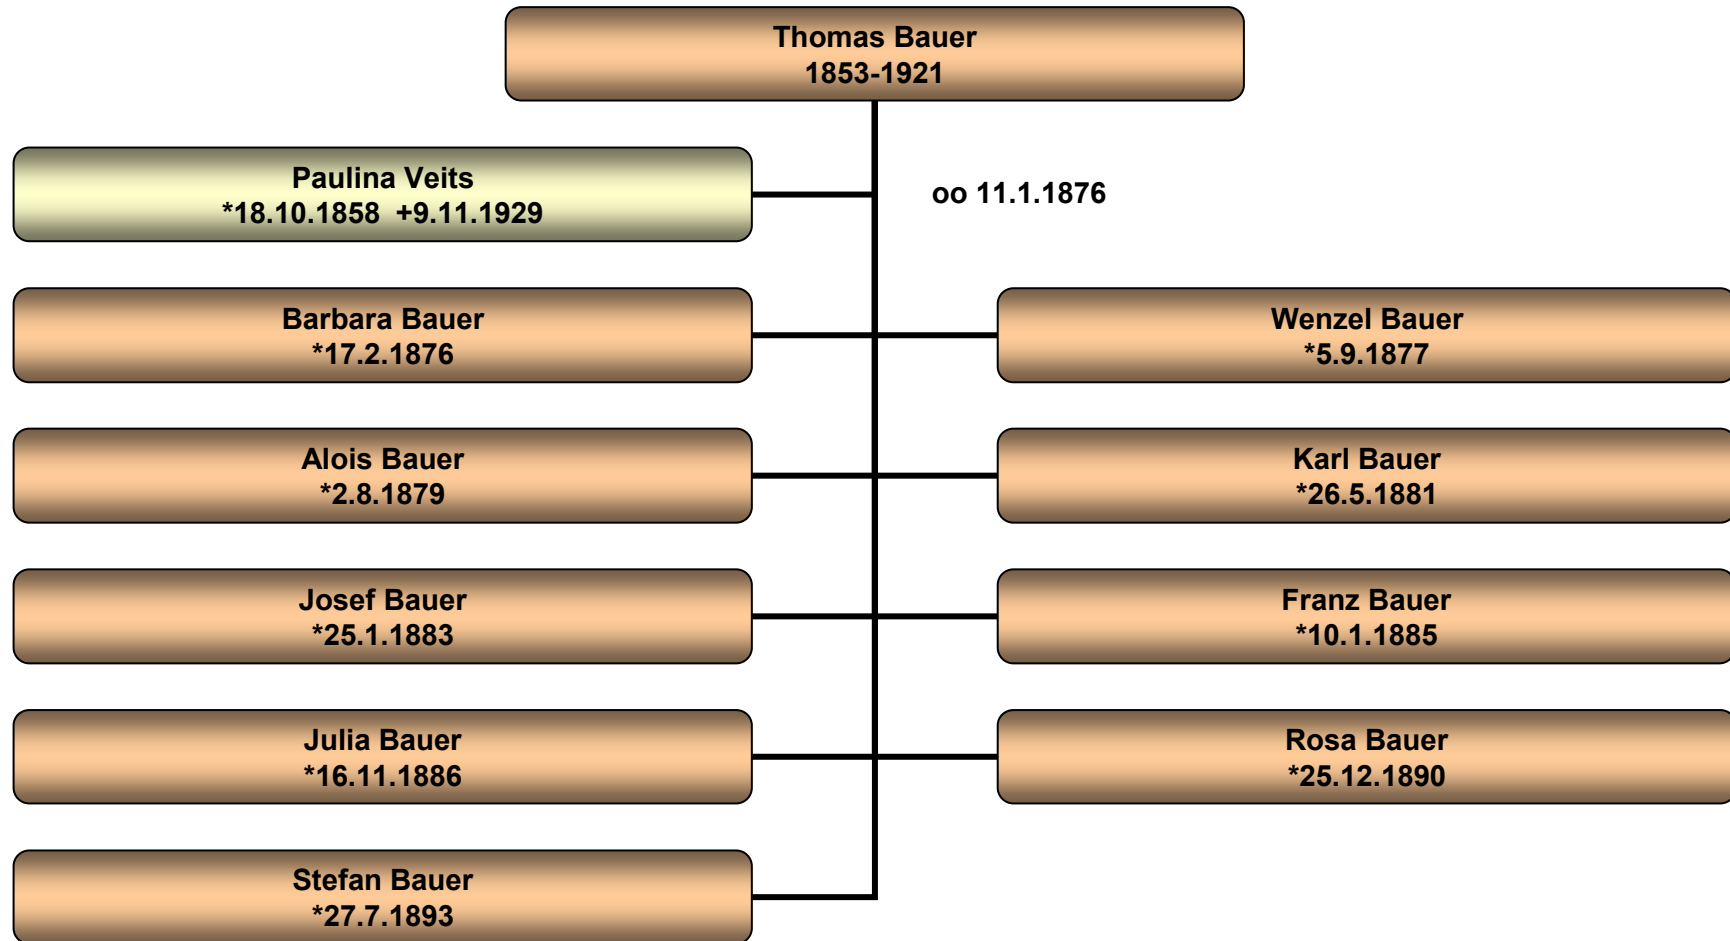 Thomas Bauer
1853-1921
Paulina Veits
*18.10.1858  +9.11.1929
oo 11.1.1876
Barbara Bauer
*17.2.1876
Wenzel Bauer
*5.9.1877
Alois Bauer
*2.8.1879
Karl Bauer
*26.5.1881
Josef Bauer
*25.1.1883
Franz Bauer
*10.1.1885
Julia Bauer
*16.11.1886
Rosa Bauer
*25.12.1890
Stefan Bauer
*27.7.1893